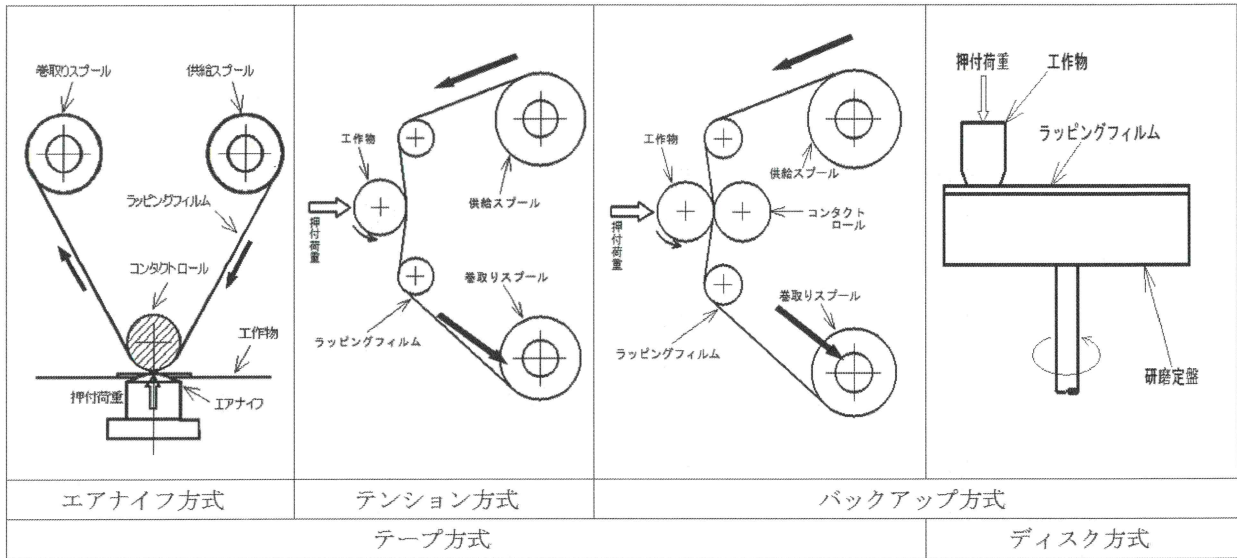 巻取りスプール
供給スプール
ラッピングフィルム
コンタクトロール
工作物
押付荷重
エアナイフ
工作物
供給スプール
押付荷重
巻取りスプール
ラッピングフィルム
工作物
供給スプール
コンタクト
ロール
押付荷重
巻取りスプール
ラッピングフィルム
押付荷重
工作物
ラッピングフィルム
研磨定盤
エアナイフ方式
テンション方式
バックアップ方式
テープ方式
ディスク方式